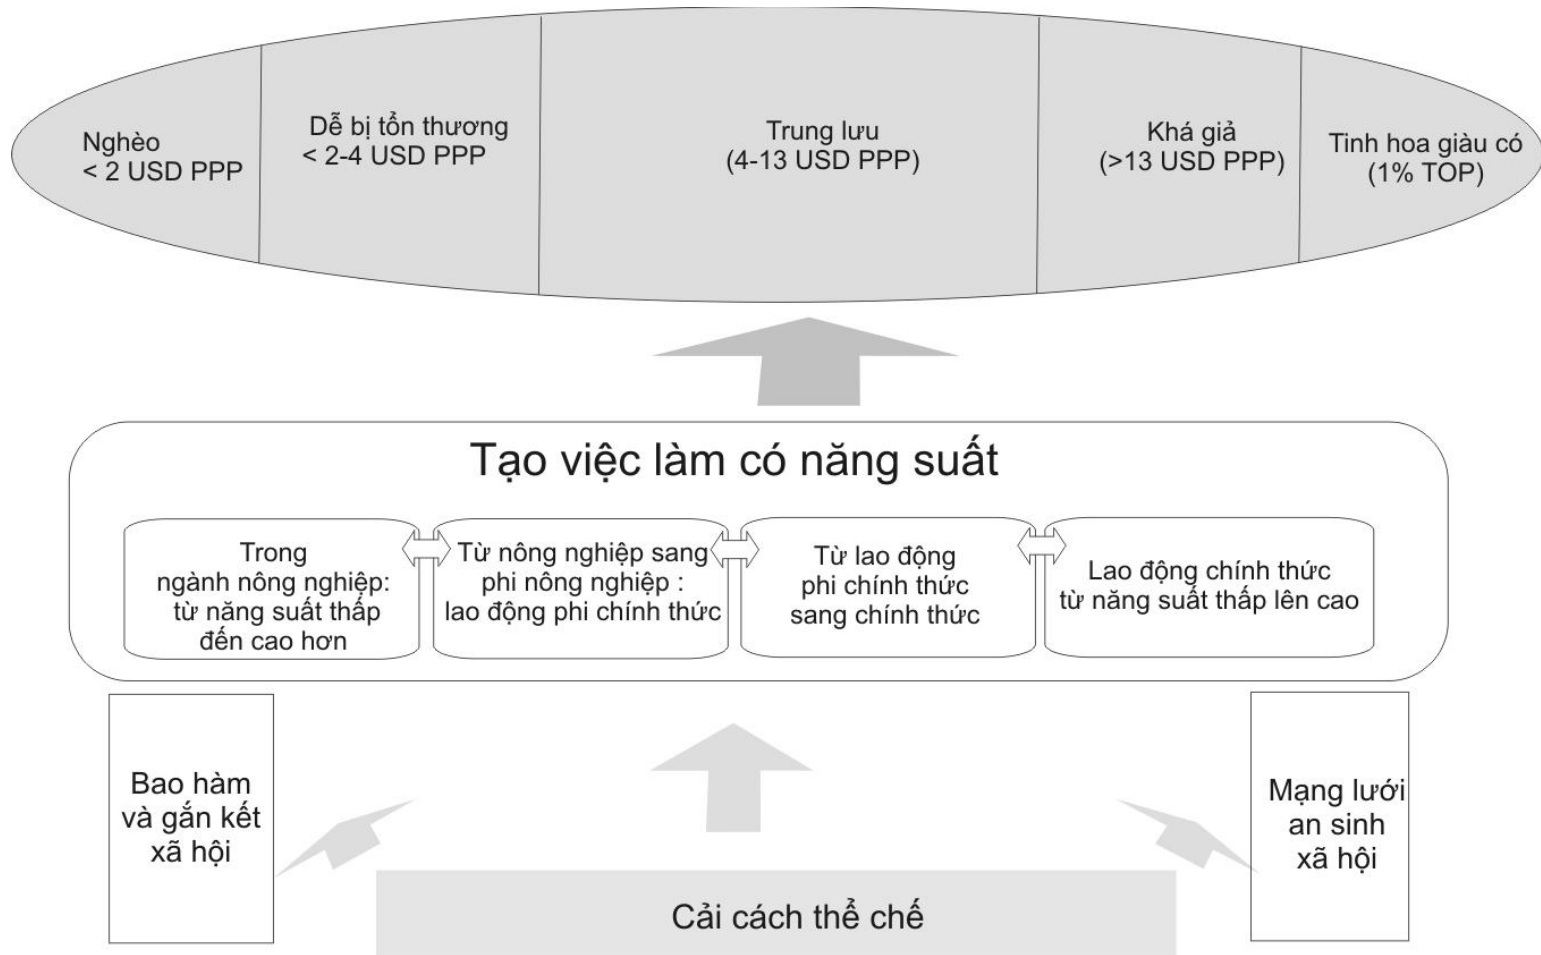 Nghèo
< 2 USD PPP
Dễ bị tổn thương
< 2-4 USD PPP
Trung lưu
(4-13 USD PPP)
Khá giả
(>13 USD PPP)
Tinh hoa giàu có
(1% TOP)
Tạo việc làm có năng suất
Trong
ngành nông nghiệp:
từ năng suất thấp
đến cao hơn
Từ nông nghiệp sang
phi nông nghiệp :
lao động phi chính thức
Từ lao động
phi chính thức
sang chính thức
Lao động chính thức
từ năng suất thấp lên cao
Bao hàm
và gắn kết
xã hội
Mạng lưới
an sinh
xã hội
Cải cách thể chế